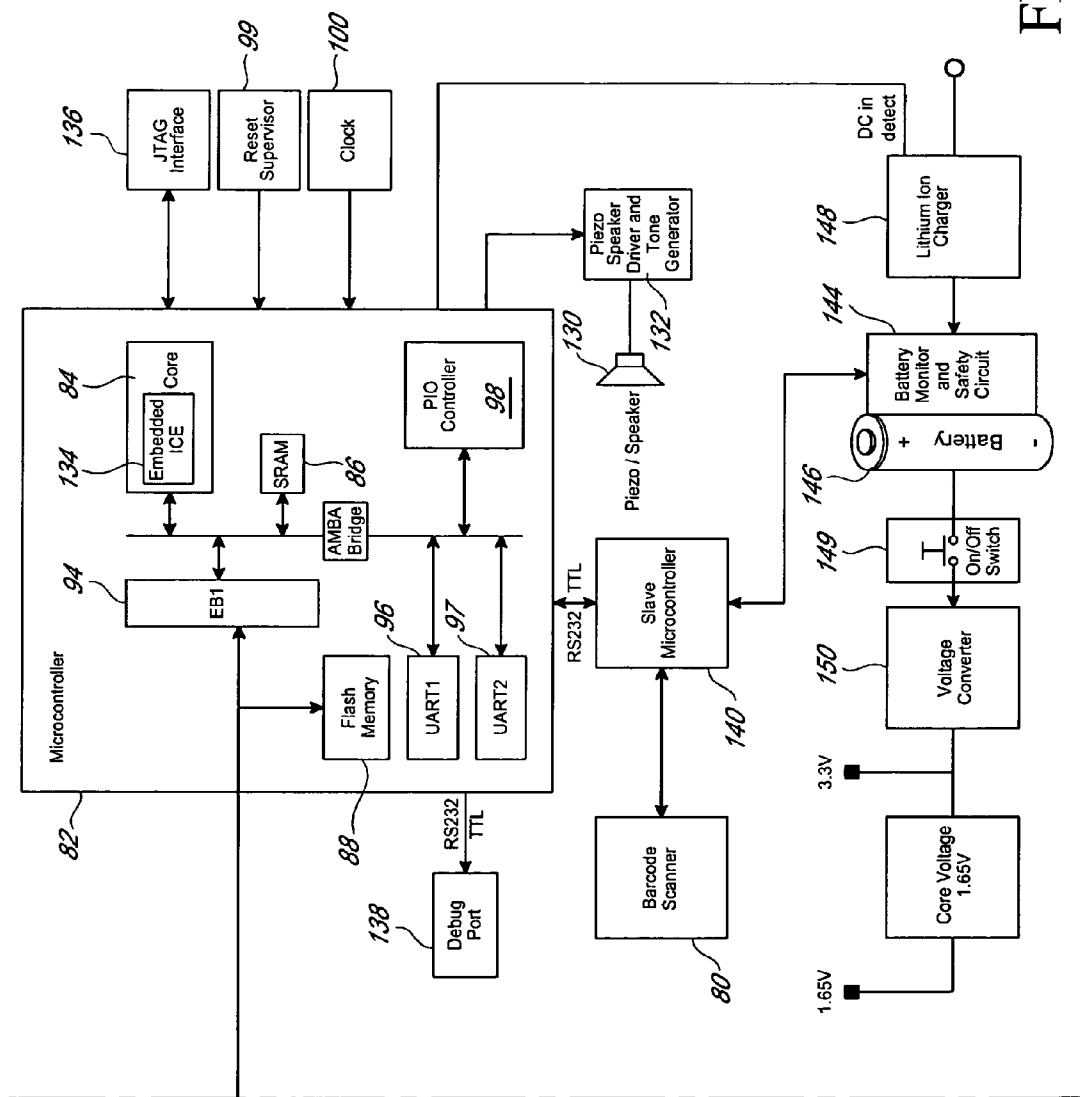 82
Microcontroller
138
Debug
Port
RS232
TTL
88
Flash
Memory
94
EB1
96
UART1
97
UART2
134
84
Embedded
ICE
Core
SRAM
86
AMBA
Bridge
PIO
Controller
98
136
JTAG
Interface
99
Reset
Supervisor
100
Clock
RS232
TTL
Barcode
Scanner
80
Slave
Microcontroller
140
130
Piezo / Speaker
Piezo
Speaker
Driver and
Tone
Generator
132
DC in
detect
1.65V
3.3V
Core Voltage
1.65V
150
Voltage
Converter
149
On/Off
Switch
146
Battery
+
-
144
Battery
Monitor
and
Safety
Circuit
148
Lithium Ion
Charger